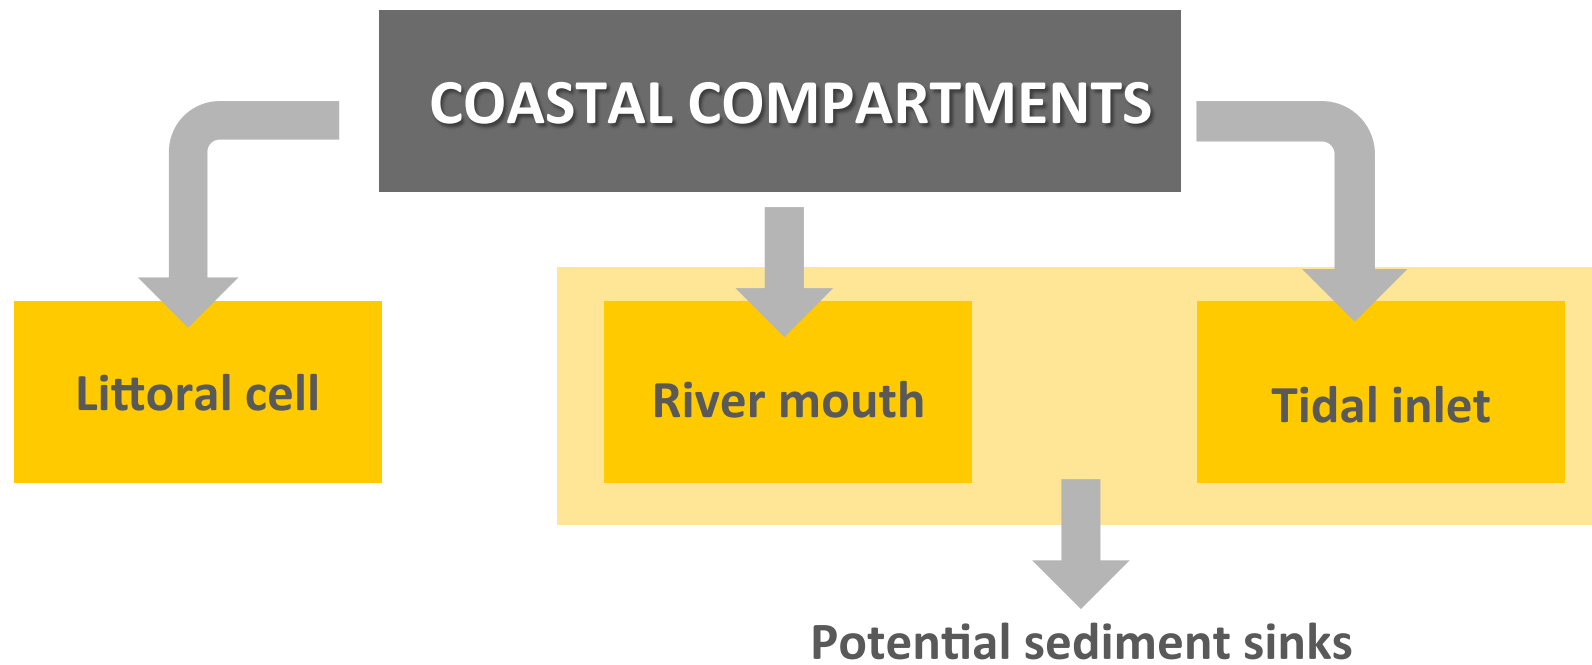 COASTAL COMPARTMENTS
Littoral cell
River mouth
Tidal inlet
Potential sediment sinks